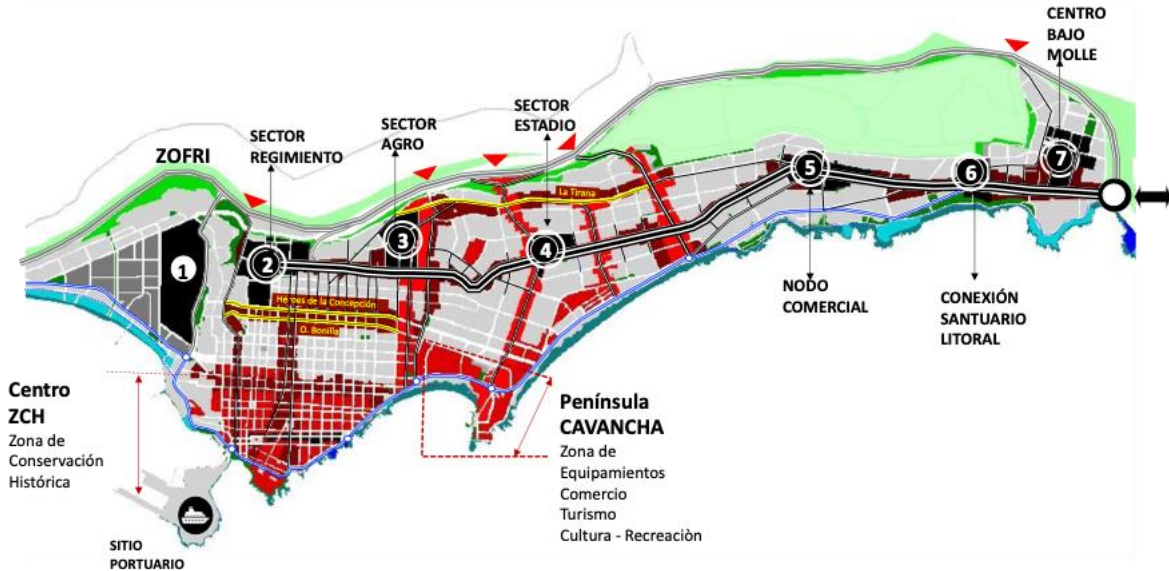 CENTRO
BAJO
MOLLE
SECTOR
ESTADIO
SECTOR
AGRO
SECTOR
REGIMIENTO
ZOFRI
La Tirana
1
2
3
4
5
6
7
Héroes de la Concepción
O. Bonilla
NODO
COMERCIAL
CONEXIÓN
SANTUARIO
LITORAL
Centro
ZCH
Zona de
Conservación
Histórica
Península
CAVANCHA
Zona de
Equipamientos
Comercio
Turismo
Cultura - Recreaciòn
SITIO
PORTUARIO